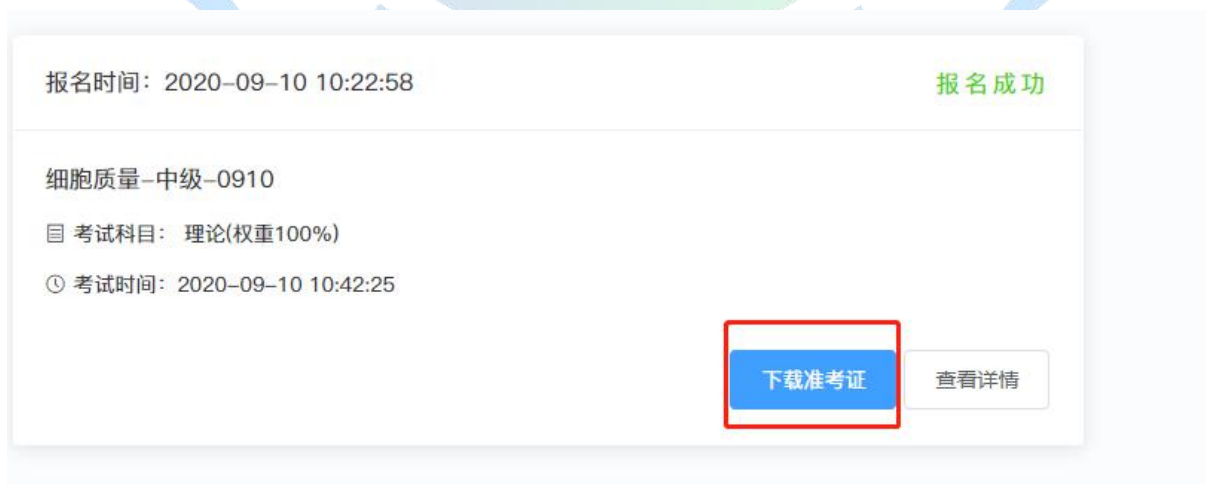 报名时间：2020-09-10 10:22:58
报名成功
细胞质量-中级-0910
考试科目： 理论(权重100%)
考试时间：2020-09-10 10:42:25
下载准考证
查看详情